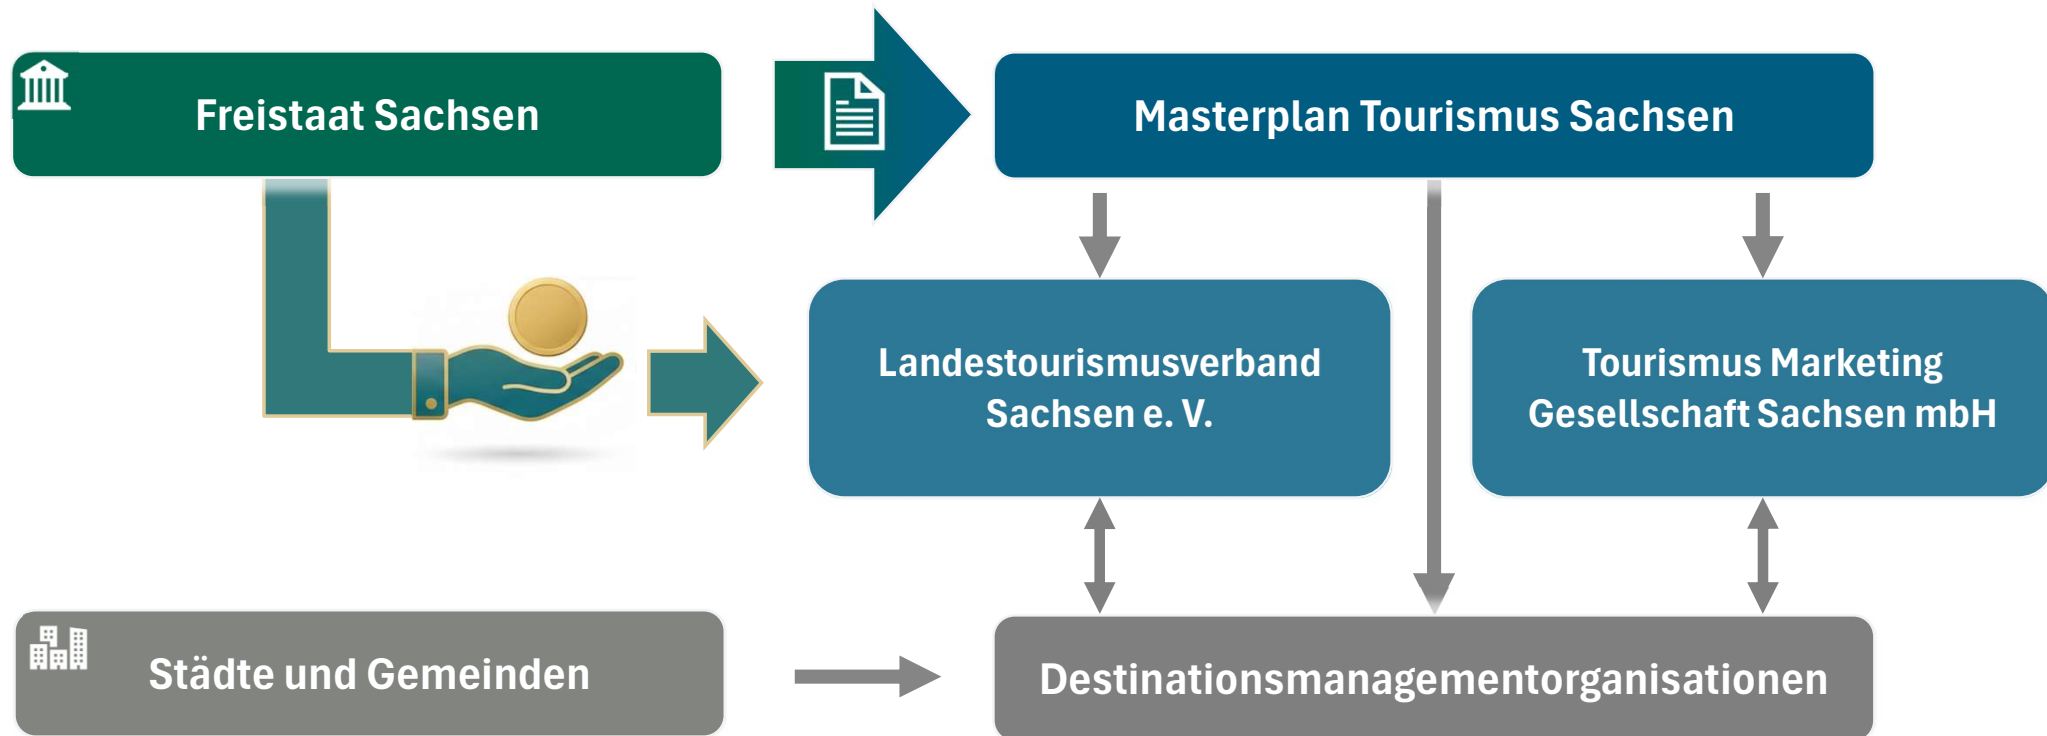 Freistaat Sachsen
Masterplan Tourismus Sachsen
Landestourismusverband
Sachsen e. V.
Tourismus Marketing
Gesellschaft Sachsen mbH
Städte und Gemeinden
Destinationsmanagementorganisationen